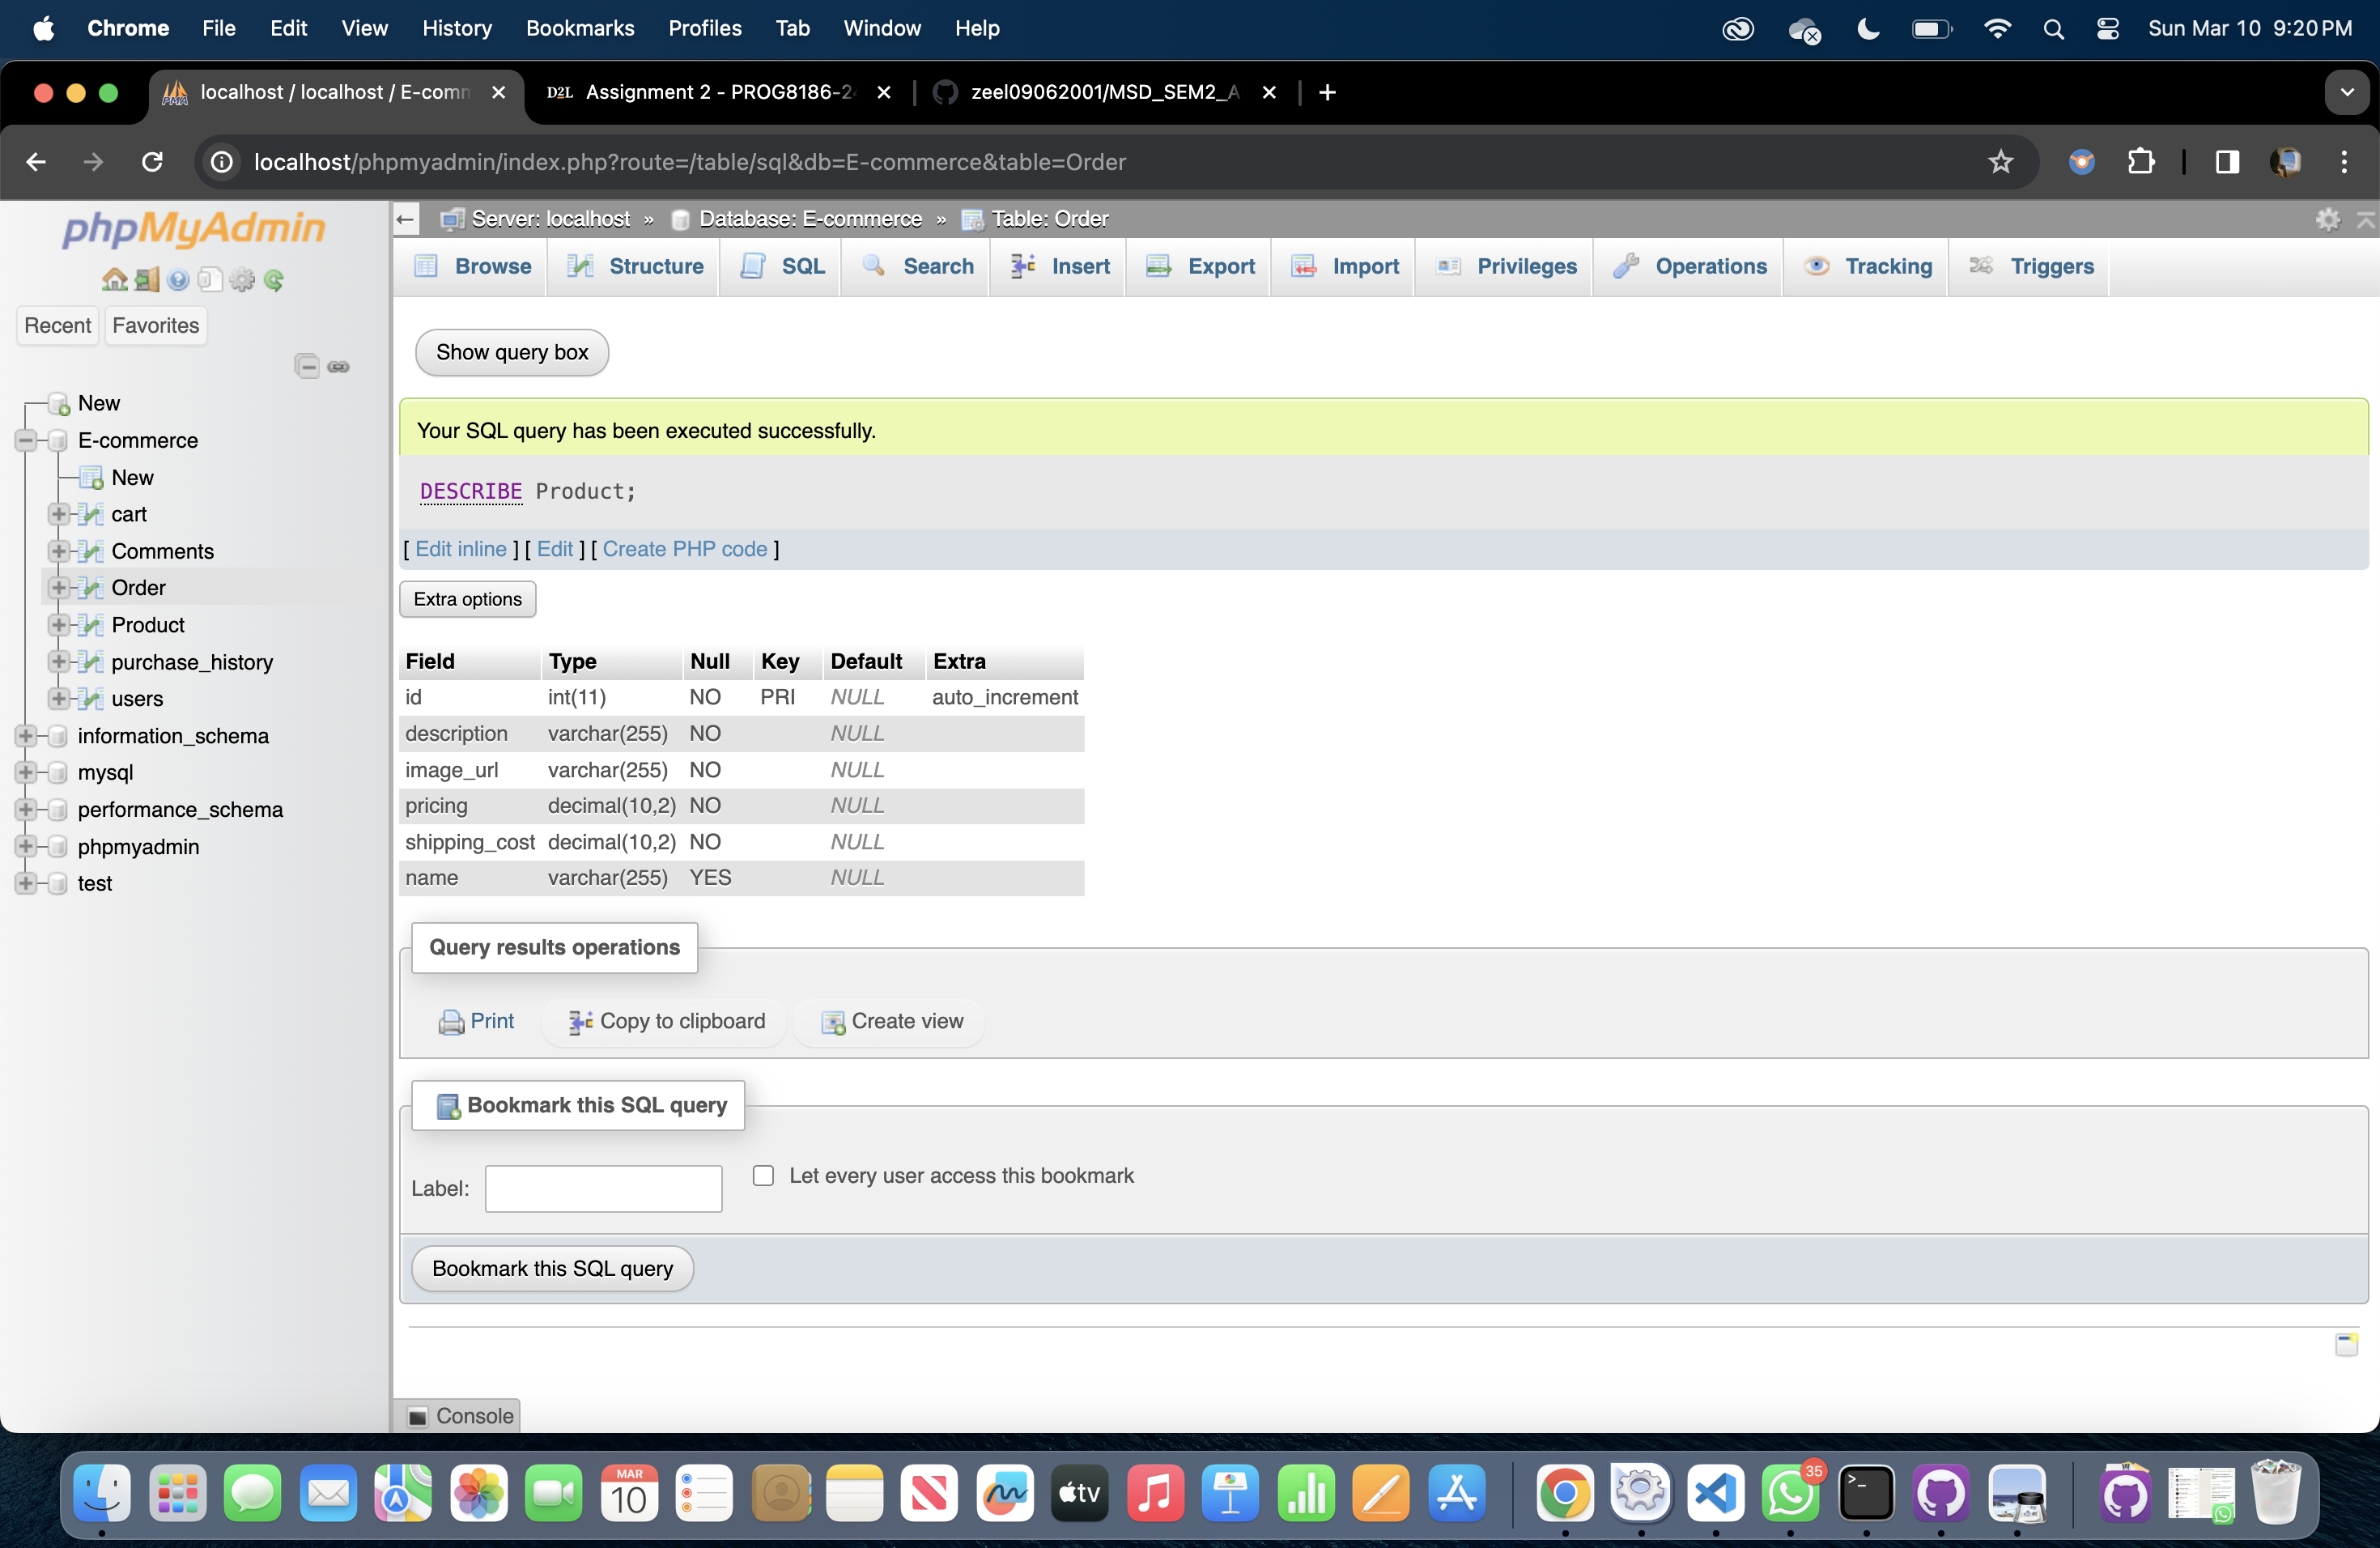 Chrome File Edit View History Bookmarks Profiles Tab Window Help Sun Mar 10 9:20 PM
localhost / localhost / E-comm D2L Assignment 2 - PROG8186-2 zeel09062001/MSD_SEM2_A
localhost/phpmyadmin/index.php?route=/table/sql&db=E-commerce&table=Order
phpMyAdmin
Recent Favorites
New
E-commerce
New
cart
Comments
Order
Product
purchase_history
users
information_schema
mysql
performance_schema
phpmyadmin
test
Server: localhost » Database: E-commerce » Table: Order
Browse Structure SQL Search Insert Export Import Privileges Operations Tracking Triggers
Show query box
Your SQL query has been executed successfully.
DESCRIBE Product;
[ Edit inline ] [ Edit ] [ Create PHP code ]
Extra options
Field Type Null Key Default Extra
id int(11) NO PRI NULL auto_increment
description varchar(255) NO NULL
image_url varchar(255) NO NULL
pricing decimal(10,2) NO NULL
shipping_cost decimal(10,2) NO NULL
name varchar(255) YES NULL
Query results operations
Print Copy to clipboard Create view
Bookmark this SQL query
Label: Let every user access this bookmark
Bookmark this SQL query
Console
MAR
10
tv
35